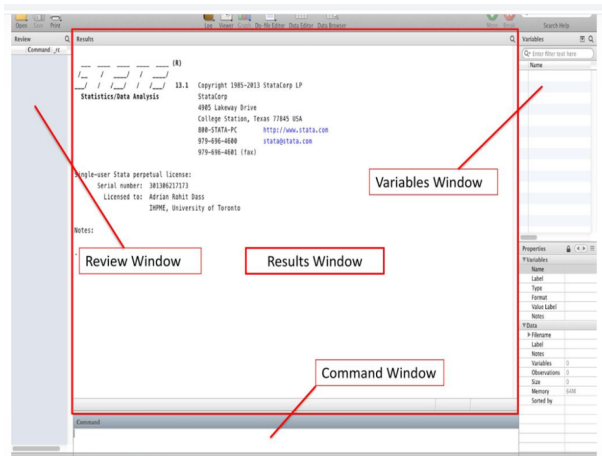 Open Save Print
Log Viewer Graph Do-file Editor Data Editor Data Browser
More Break
Search Help
Review
Results
Variables
Command _rc
Enter filter text here
Name
(R)
13.1 Copyright 1985-2013 StataCorp LP
Statistics/Data Analysis StataCorp
4905 Lakeway Drive
College Station, Texas 77845 USA
800-STATA-PC http://www.stata.com
979-696-4600 stata@stata.com
979-696-4601 (fax)
Single-user Stata perpetual license:
Serial number: 301306217173
Licensed to: Adrian Rohit Dass
IHPME, University of Toronto
Notes:
Variables Window
Review Window
Results Window
Command Window
Command
Properties
Variables
Name
Label
Type
Format
Value Label
Notes
Data
Filename
Label
Notes
Variables 0
Observations 0
Size 0
Memory 64M
Sorted by